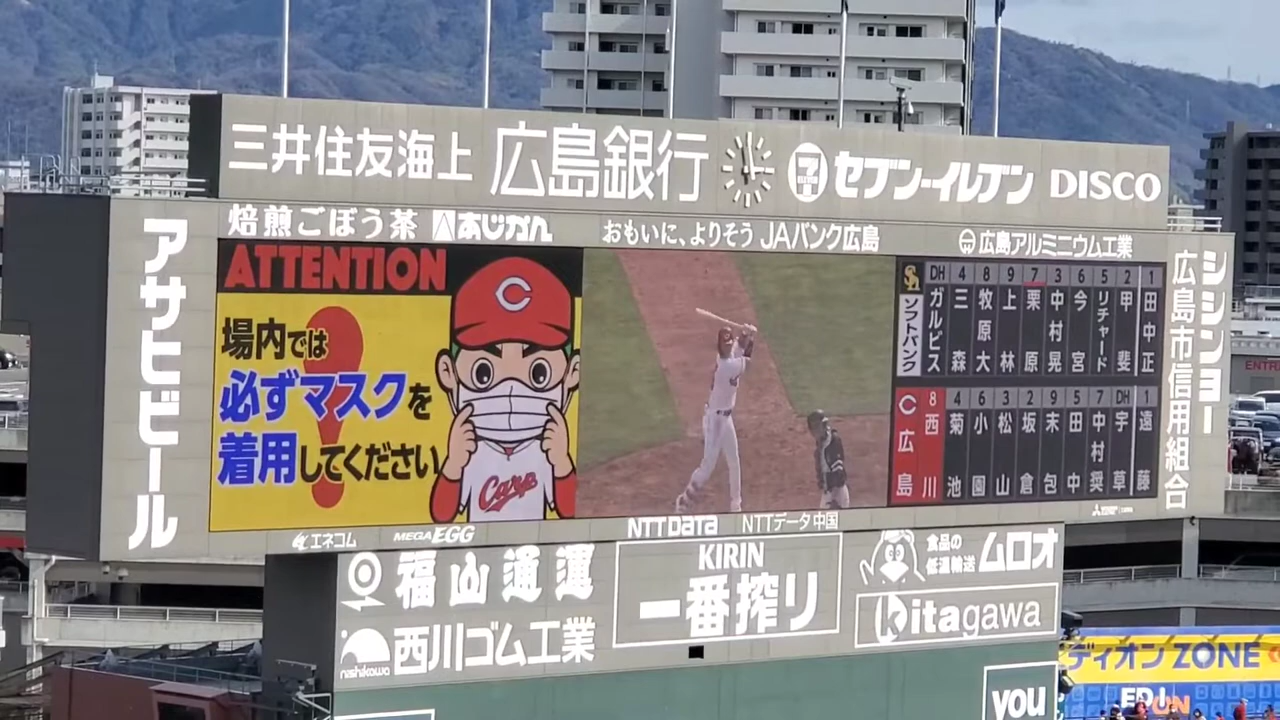 三井住友海上 広島銀行 7 ELEVEN セブン-イレブン DISCO
焙煎ごぼう茶 あじかん おもいに、よりそう JAバンク広島 広島アルミニウム工業
アサヒビール
ATTENTION
場内では
必ずマスクを
着用してください
C
Carp
ソフトバンク
DH ガルビス
4 三森
8 牧原大
9 上林
7 栗原
3 中村晃
6 今宮
5 リチャード
2 甲斐
1 田中正
C 広島
8 西川
4 菊池
6 小園
3 松山
2 坂倉
9 末包
5 田中
7 中村奨
DH 宇草
1 遠藤
シシンヨー
広島市信用組合
エネコム MEGA EGG NTT DATA NTTデータ中国
福山通運
nishikawa 西川ゴム工業
KIRIN
一番搾り
食品の
低温輸送 ムロオ
kitagawa
ディオン ZONE
you